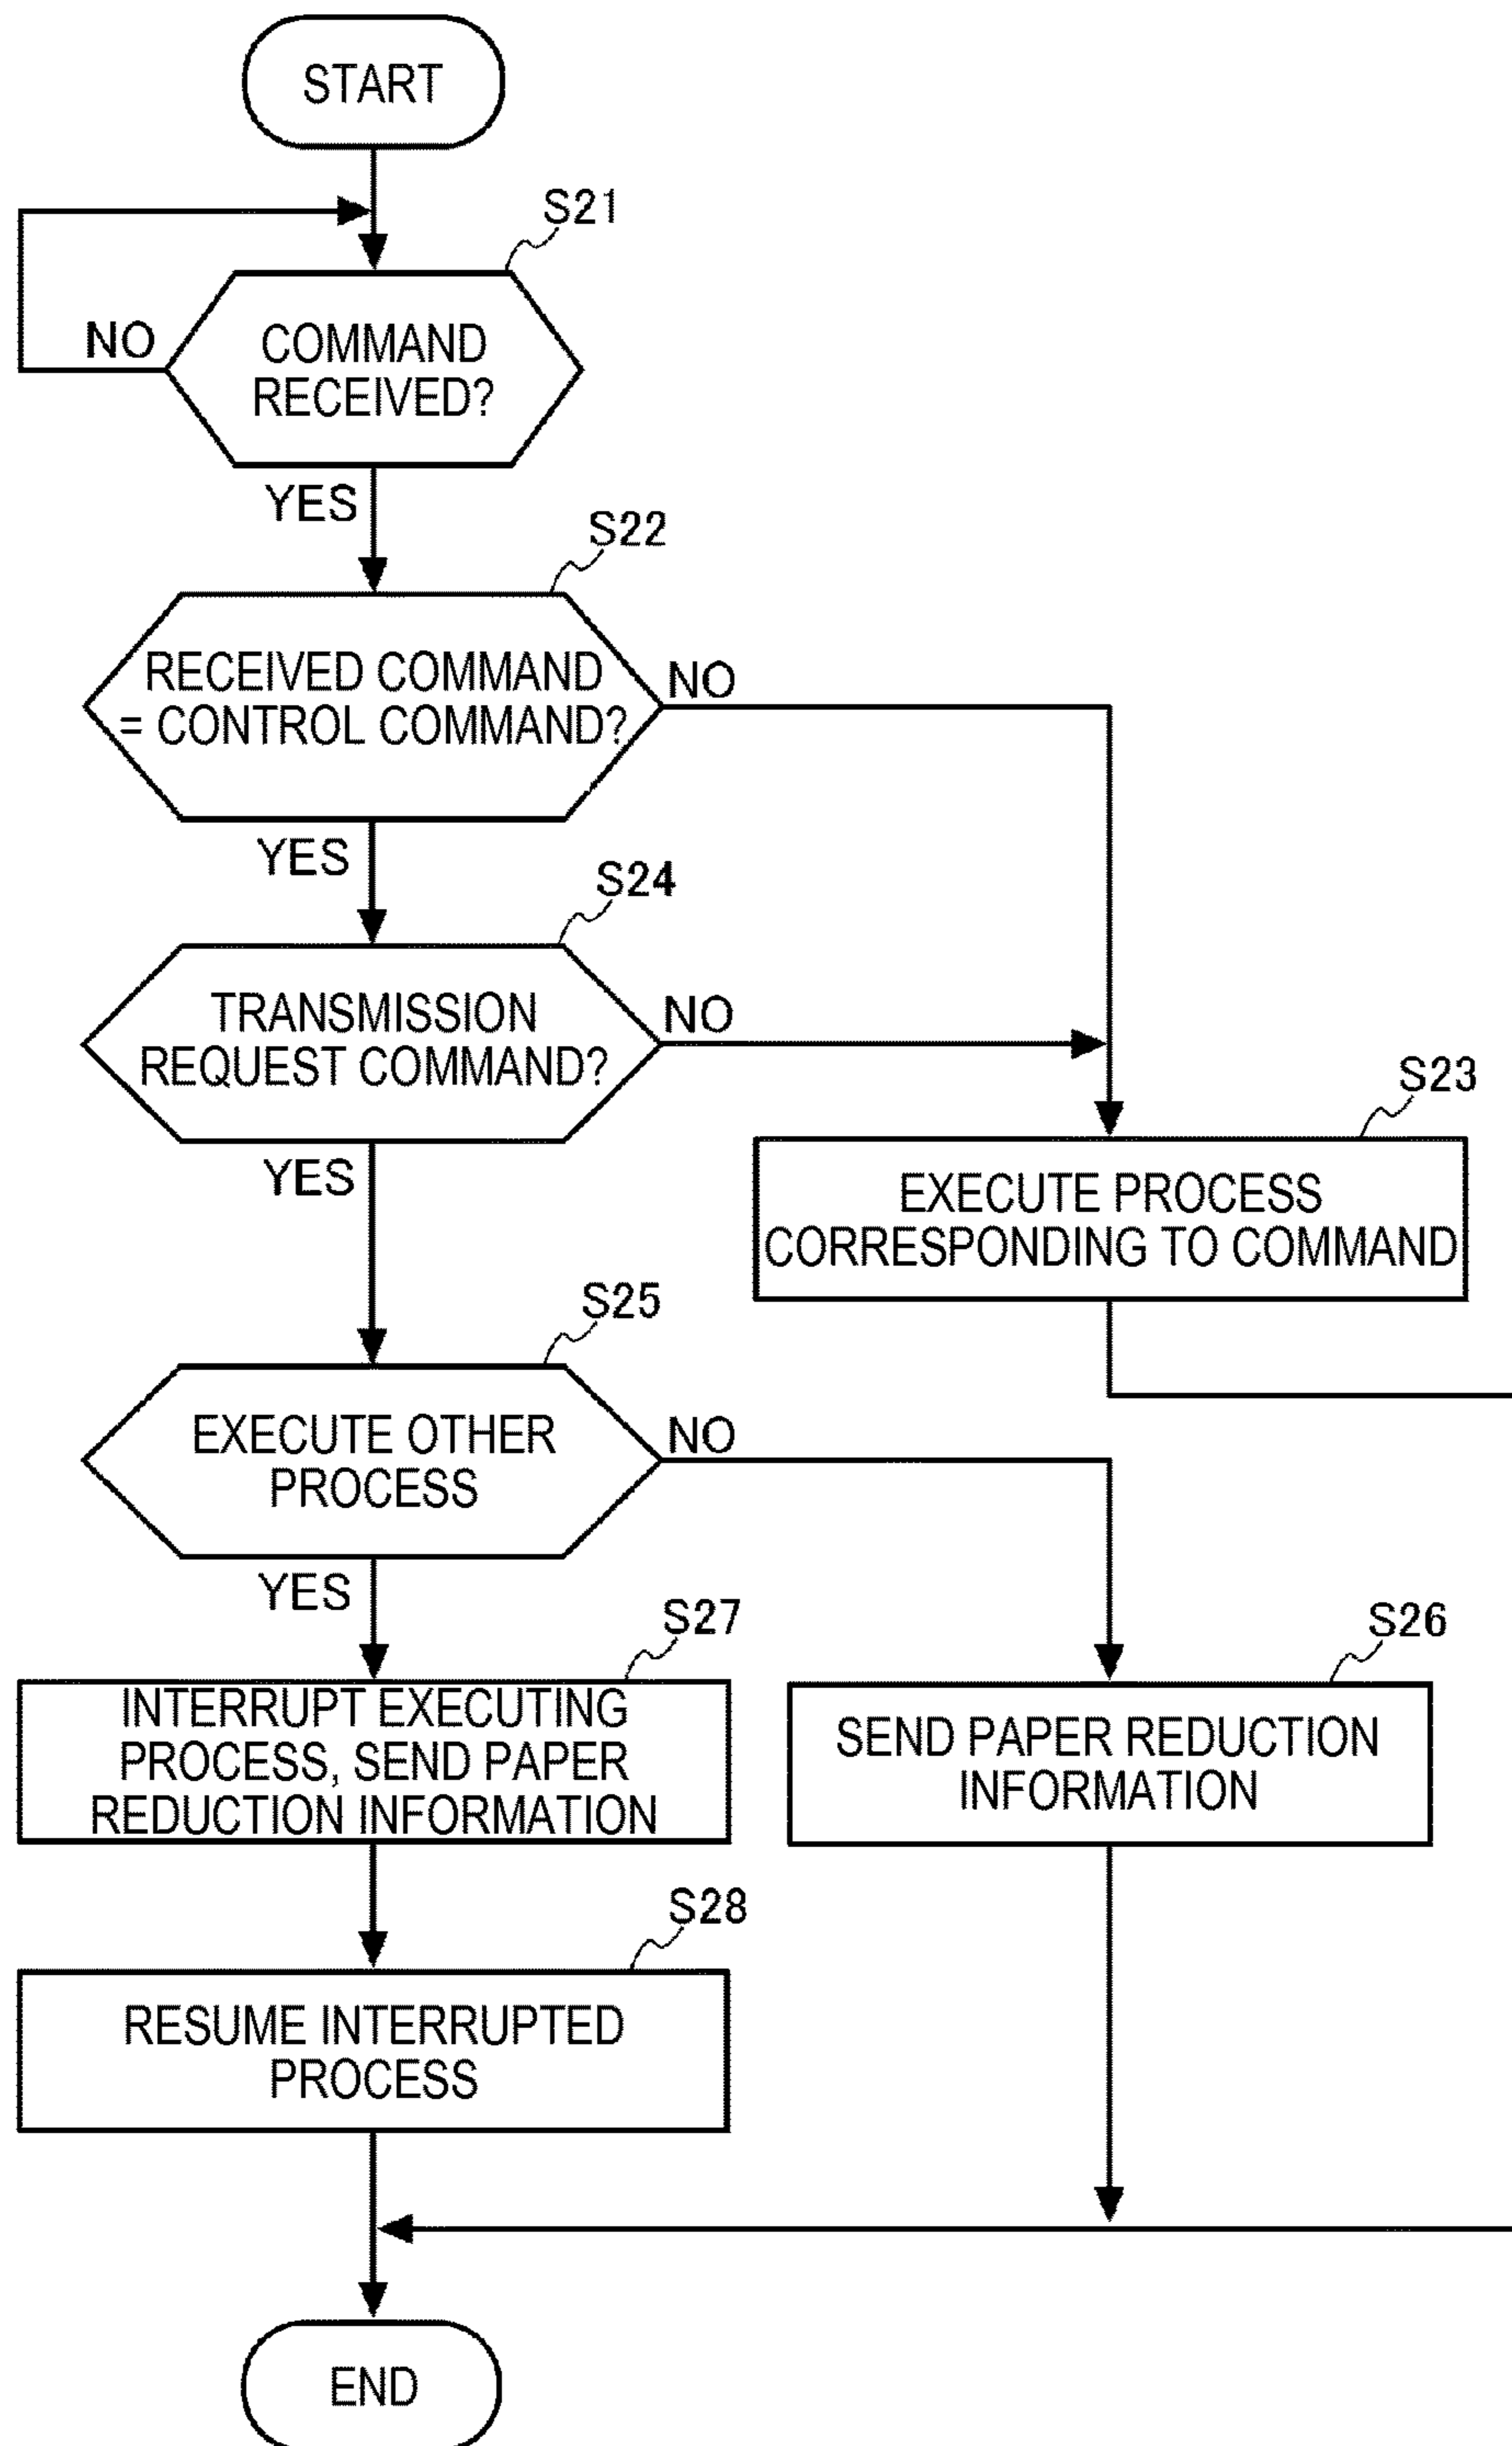 START
S21
NO
COMMAND
RECEIVED?
YES
S22
RECEIVED COMMAND
= CONTROL COMMAND?
NO
YES
S24
TRANSMISSION
REQUEST COMMAND?
NO
YES
S23
EXECUTE PROCESS
CORRESPONDING TO COMMAND
S25
EXECUTE OTHER
PROCESS
NO
YES
S27
INTERRUPT EXECUTING
PROCESS, SEND PAPER
REDUCTION INFORMATION
S26
SEND PAPER REDUCTION
INFORMATION
S28
RESUME INTERRUPTED
PROCESS
END